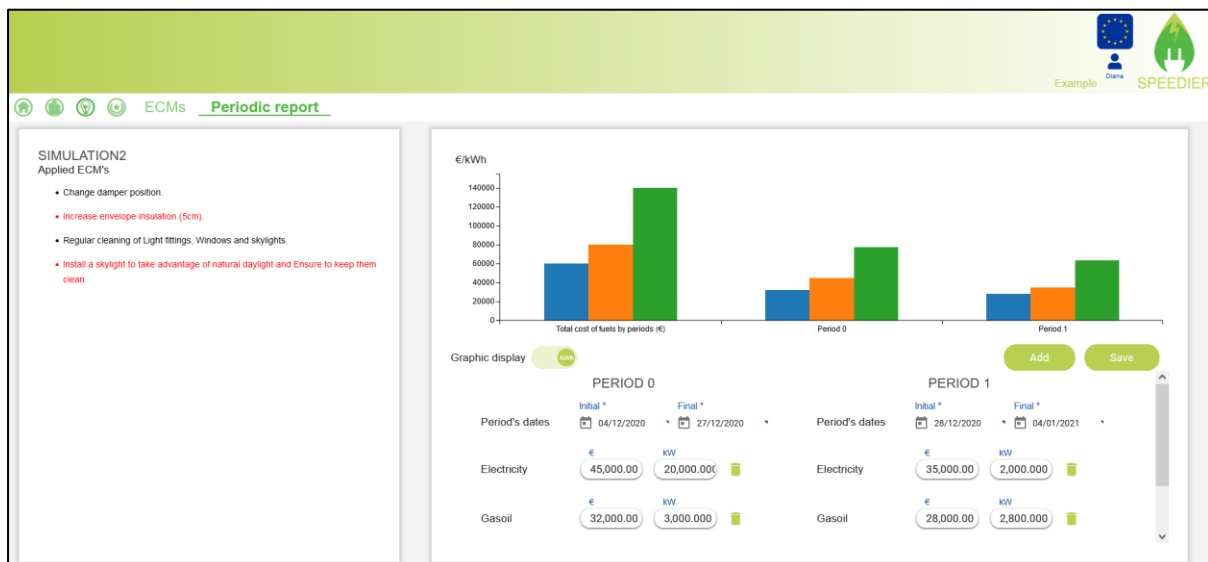 Diana
Example
SPEEDIER
ECMs Periodic report
SIMULATION2
Applied ECM's
• Change damper position.
• Increase envelope insulation (5cm).
• Regular cleaning of Light fittings, Windows and skylights.
• Install a skylight to take advantage of natural daylight and Ensure to keep them
clean.
€/kWh
140000
120000
100000
80000
60000
40000
20000
0
Total cost of fuels by periods (€) Period 0 Period 1
Graphic display kWh Add Save
PERIOD 0 PERIOD 1
Initial * Final * Initial * Final *
Period's dates 04/12/2020 27/12/2020 Period's dates 28/12/2020 04/01/2021
€ kW € kW
Electricity 45,000.00 20,000.000 Electricity 35,000.00 2,000.000
€ kW € kW
Gasoil 32,000.00 3,000.000 Gasoil 28,000.00 2,800.000